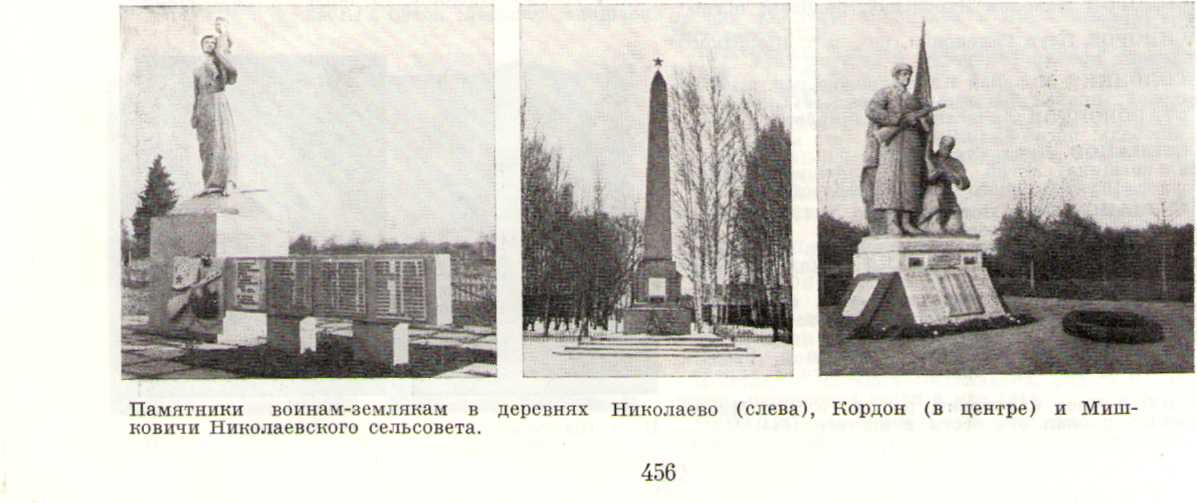 Памятники воинам-землякам в деревнях Николаево (слева), Кордон (в центре) и Миш-
ковичи Николаевского сельсовета.
456